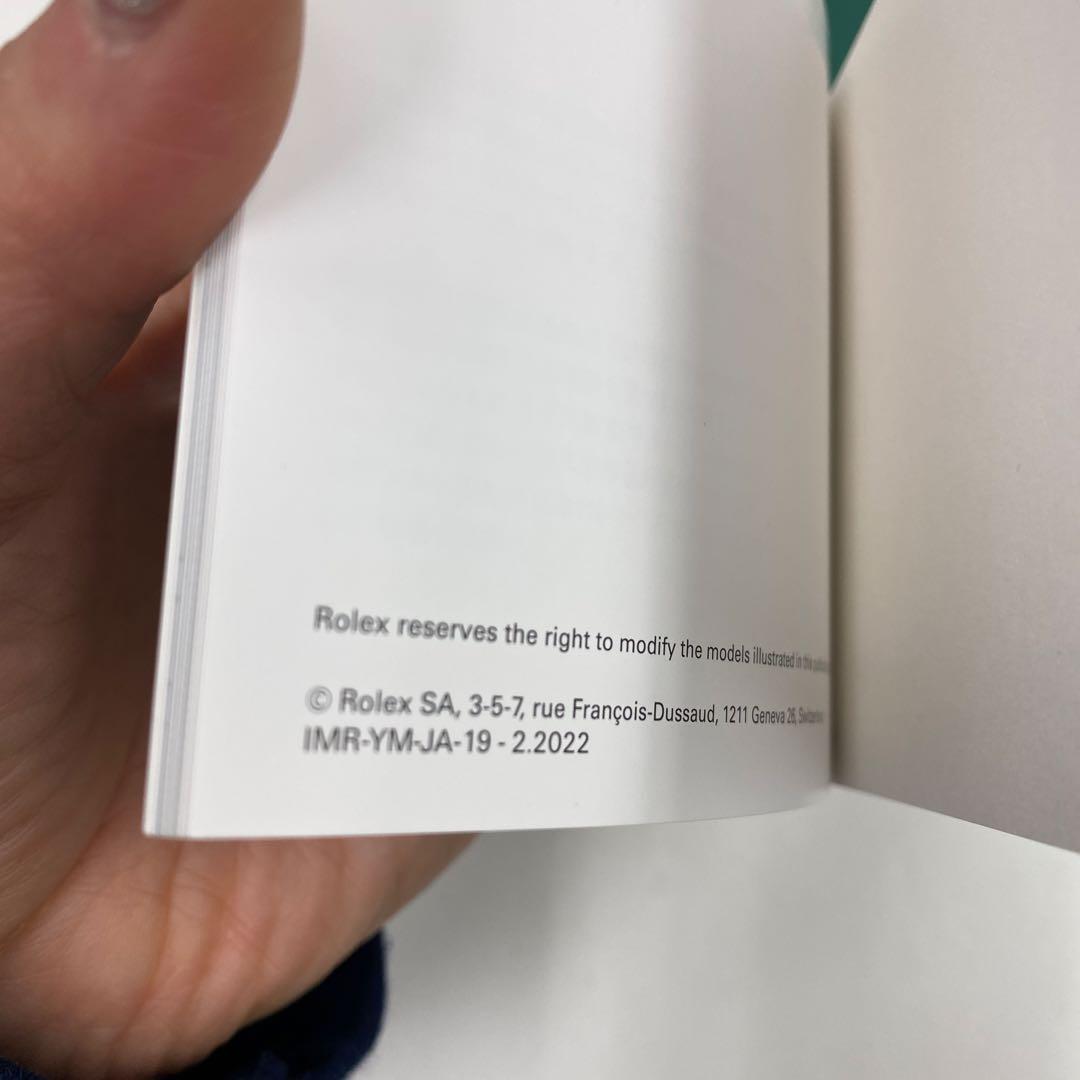 Rolex reserves the right to modify the models illustrated in this
© Rolex SA, 3-5-7, rue François-Dussaud, 1211 Geneva 26, Switzerland
IMR-YM-JA-19 - 2.2022